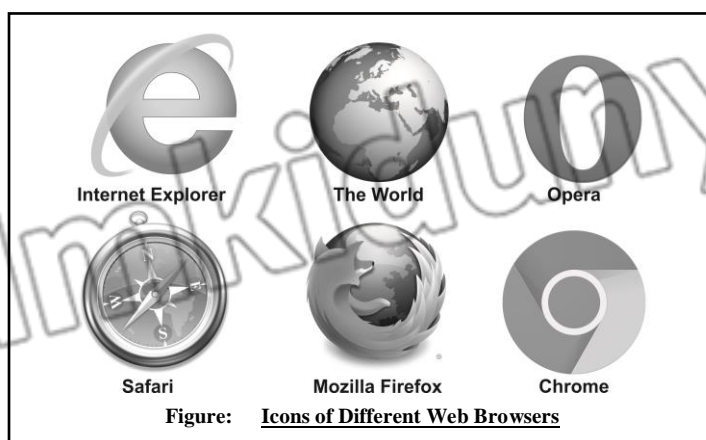 Internet Explorer The World Opera
Safari Mozilla Firefox Chrome
Figure: Icons of Different Web Browsers